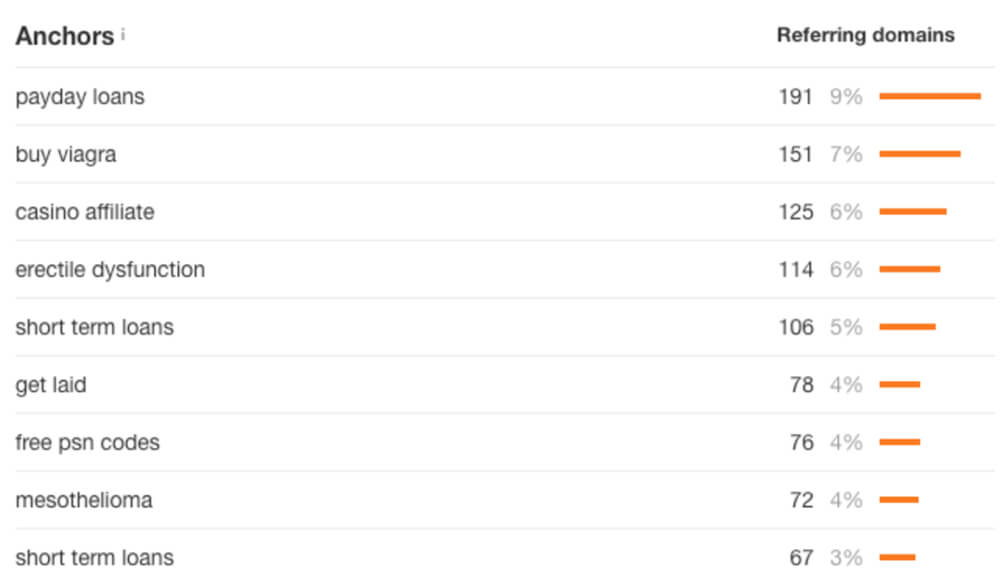 Anchors i Referring domains
payday loans 191 9%
buy viagra 151 7%
casino affiliate 125 6%
erectile dysfunction 114 6%
short term loans 106 5%
get laid 78 4%
free psn codes 76 4%
mesothelioma 72 4%
short term loans 67 3%